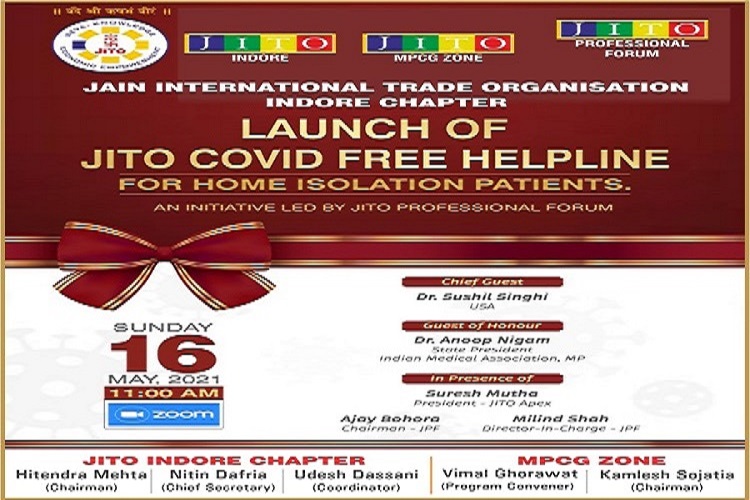 ।। वंदे श्री ऋषभं वीरं ।।
JITO
ECONOMIC EMPOWERMENT
JITO
INDORE
JITO
MPCG ZONE
JITO
PROFESSIONAL
FORUM
JAIN INTERNATIONAL TRADE ORGANISATION
INDORE CHAPTER
LAUNCH OF
JITO COVID FREE HELPLINE
FOR HOME ISOLATION PATIENTS.
AN INITIATIVE LED BY JITO PROFESSIONAL FORUM
SUNDAY
16
MAY, 2021
11:00 AM
zoom
Chief Guest
Dr. Sushil Singhi
USA
Guest of Honour
Dr. Anoop Nigam
State President
Indian Medical Association, MP
In Presence of
Suresh Mutha
President - JITO Apex
Ajay Bohora
Chairman - JPF
Milind Shah
Director-In-Charge - JPF
JITO INDORE CHAPTER
Hitendra Mehta
(Chairman)
Nitin Dafria
(Chief Secretary)
Udesh Dassani
(Coordinator)
MPCG ZONE
Vimal Ghorawat
(Program Convener)
Kamlesh Sojatia
(Chairman)